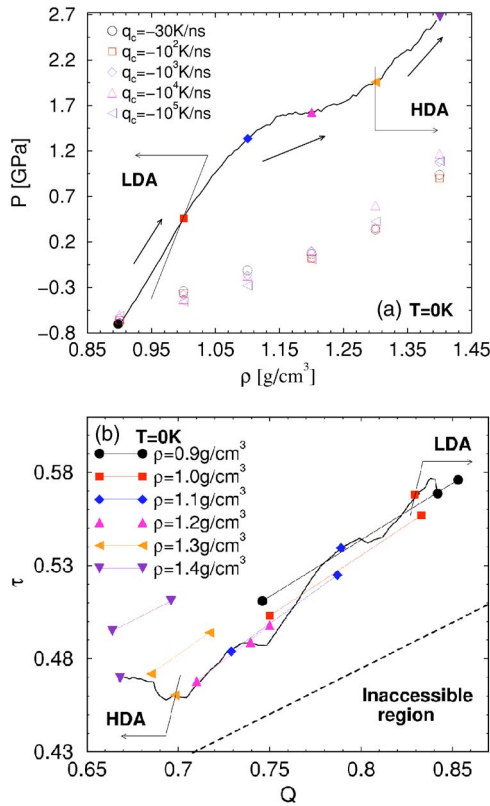 2.7
2.2
1.7
1.2
0.7
0.2
−0.3
−0.8
P [GPa]
q_c=−30K/ns
q_c=−10^2K/ns
q_c=−10^3K/ns
q_c=−10^4K/ns
q_c=−10^5K/ns
LDA
HDA
(a) T=0K
0.85 0.95 1.05 1.15 1.25 1.35 1.45
ρ [g/cm^3]
(b) T=0K
ρ=0.9g/cm^3
ρ=1.0g/cm^3
ρ=1.1g/cm^3
ρ=1.2g/cm^3
ρ=1.3g/cm^3
ρ=1.4g/cm^3
LDA
0.58
0.53
0.48
0.43
τ
HDA
Inaccessible
region
0.65 0.7 0.75 0.8 0.85
Q